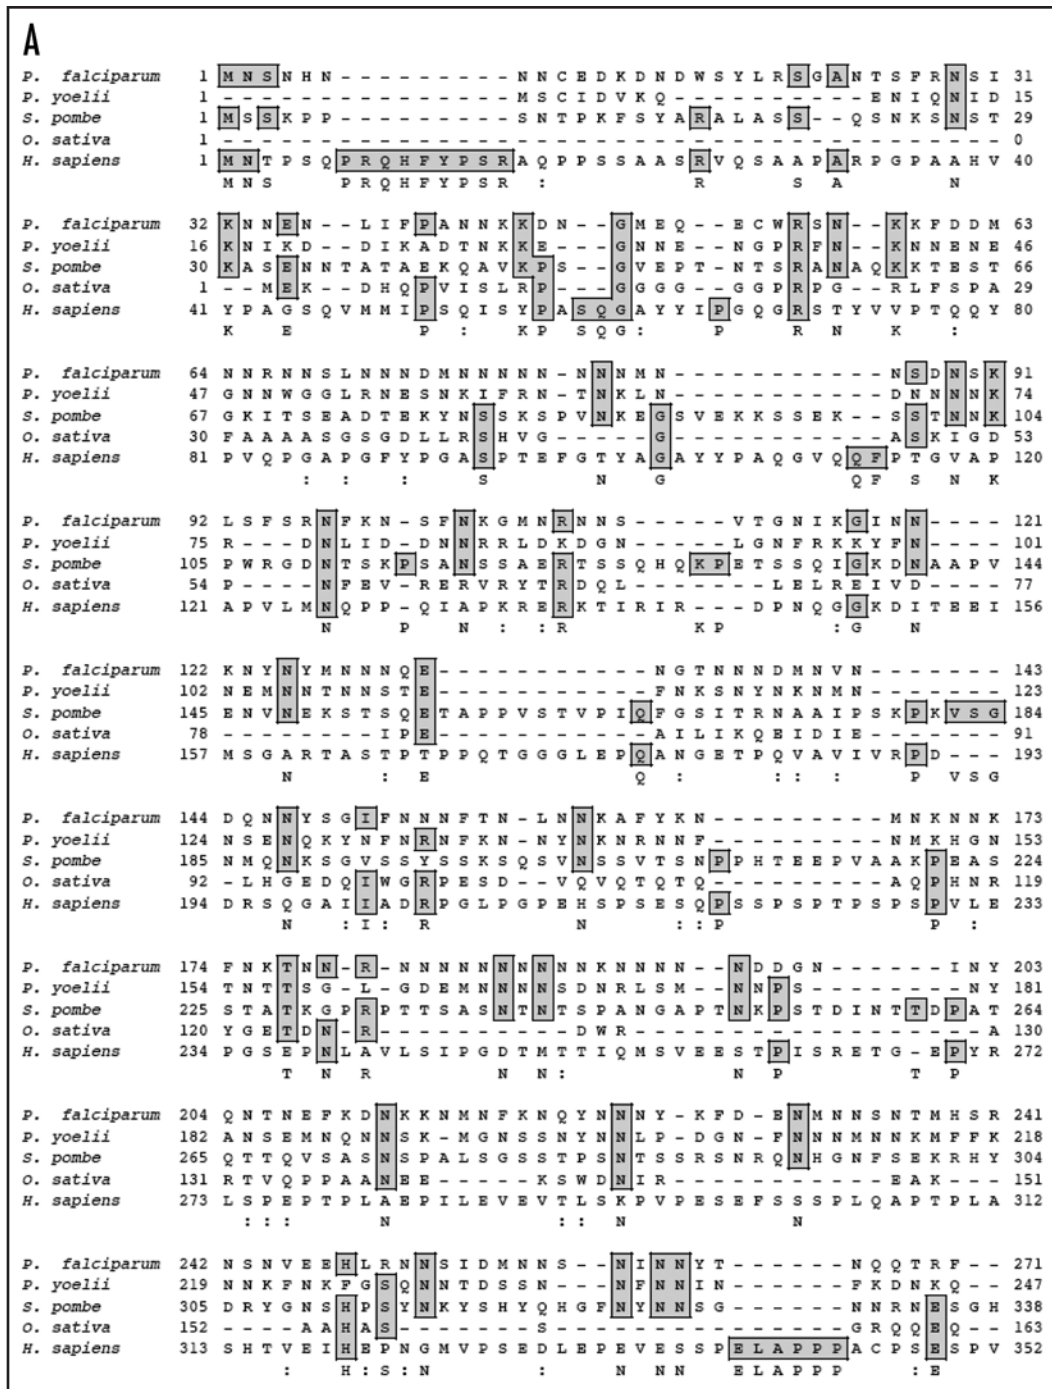 A
P. falciparum 1 M N S N H N - - - - - - - - - N N C E D K D N D W S Y L R S G A N T S F R N S I 31
P. yoelii 1 - - - - - - - - - - - - - - - M S C I D V K Q - - - - - - - - - E N I Q N I D 15
S. pombe 1 M S S K P P - - - - - - - - - S N T P K F S Y A R A L A S S - - Q S N K S N S T 29
O. sativa 1 - - - - - - - - - - - - - - - - - - - - - - - - - - - - - - - - - - - - - - - - 0
H. sapiens 1 M N T P S Q P R Q H F Y P S R A Q P P S S A A S R V Q S A A P A R P G P A A H V 40
M N S P R Q H F Y P S R : R S A N
P. falciparum 32 K N N E N - - L I F P A N N K K D N - - G M E Q - - E C W R S N - - K K F D D M 63
P. yoelii 16 K N I K D - - D I K A D T N K K E - - - G N N E - - N G P R F N - - K N N E N E 46
S. pombe 30 K A S E N N T A T A E K Q A V K P S - - G V E P T - N T S R A N A Q K K T E S T 66
O. sativa 1 - - M E K - - D H Q P V I S L R P - - - G G G G - - G G P R P G - - R L F S P A 29
H. sapiens 41 Y P A G S Q V M M I P S Q I S Y P A S Q G A Y Y I P G Q G R S T Y V V P T Q Q Y 80
K E P : K P S Q G : P R N K :
P. falciparum 64 N N R N N S L N N N D M N N N N N - N N N M N - - - - - - - - - - - - N S D N S K 91
P. yoelii 47 G N N W G G L R N E S N K I F R N - T N K L N - - - - - - - - - - - - D N N N N N 74
S. pombe 67 G K I T S E A D T E K Y N S S K S P V N K E G S V E K K S S E K - - S S T N N K 104
O. sativa 30 F A A A A S G S G D L L R S H V G - - - - - G - - - - - - - - - - - A S K I G D 53
H. sapiens 81 P V Q P G A P G F Y P G A S P T E F G T Y A G A Y Y P A Q G V Q Q F P T G V A P 120
: : : S N G Q F S N K
P. falciparum 92 L S F S R N F K N - S F N K G M N R N N S - - - - - V T G N I K G I N N - - - - 121
P. yoelii 75 R - - - D N L I D - D N N R R L D K D G N - - - - - L G N F R K K Y F N - - - - 101
S. pombe 105 P W R G D N T S K P S A N S S A E R T S S Q H Q K P E T S S Q I G K D N A A P V 144
O. sativa 54 P - - - - N F E V - R E R V R Y T R D Q L - - - - - - - L E L R E I V D - - - - 77
H. sapiens 121 A P V L M N Q P P - Q I A P K R E R K T I R I R - - - D P N Q G G K D I T E E I 156
N P N : : R K P : G N
P. falciparum 122 K N Y N Y M N N N Q E - - - - - - - - - - - N G T N N N D M N V N - - - - - - - 143
P. yoelii 102 N E M N N T N N S T E - - - - - - - - - - - F N K S N Y N K N M N - - - - - - - 123
S. pombe 145 E N V N E K S T S Q E T A P P V S T V P I Q F G S I T R N A A I P S K P K V S G 184
O. sativa 78 - - - - - - - - I P E - - - - - - - - - - - A I L I K Q E I D I E - - - - - - - 91
H. sapiens 157 M S G A R T A S T P T P P Q T G G G L E P Q A N G E T P Q V A V I V R P D - - - 193
N : E Q : : : : P V S G
P. falciparum 144 D Q N N Y S G I F N N N F T N - L N N K A F Y K N - - - - - - - - - M N K N N K 173
P. yoelii 124 N S E N Q K Y N F N R N F K N - N Y N K R N N F - - - - - - - - - - N M K H G N 153
S. pombe 185 N M Q N K S G V S S Y S S K S Q S V N S S V T S N P P H T E E P V A A K P E A S 224
O. sativa 92 - L H G E D Q I W G R P E S D - - V Q V Q T Q T Q - - - - - - - - - A Q P H N R 119
H. sapiens 194 D R S Q G A I I A D R P G L P G P E H S P S E S Q P S S P S P T P S P S P V L E 233
N : I : R N : : P P :
P. falciparum 174 F N K T N N - R - N N N N N N N N N N K N N N N - - N D D G N - - - - - - I N Y 203
P. yoelii 154 T N T T S G - L - G D E M N N N N S D N R L S M - - N N P S - - - - - - - - N Y 181
S. pombe 225 S T A T K G P R P T T S A S N T N T S P A N G A P T N K P S T D I N T T D P A T 264
O. sativa 120 Y G E T D N - R - - - - - - - - - - D W R - - - - - - - - - - - - - - - - - - A 130
H. sapiens 234 P G S E P N L A V L S I P G D T M T T I Q M S V E E S T P I S R E T G - E P Y R 272
T N R N N : N P T P
P. falciparum 204 Q N T N E F K D N K K N M N F K N Q Y N N N Y - K F D - E N M N N S N T M H S R 241
P. yoelii 182 A N S E M N Q N N S K - M G N S S N Y N N L P - D G N - F N N N M N N K M F F K 218
S. pombe 265 Q T T Q V S A S N S P A L S G S S T P S N T S S R S N R Q N H G N F S E K R H Y 304
O. sativa 131 R T V Q P P A A N E E - - - - - K S W D N I R - - - - - - - - - E A K - - - - - 151
H. sapiens 273 L S P E P T P L A E P I L E V E V T L S K P V P E S E F S S S P L Q A P T P L A 312
: : : N : : N N
P. falciparum 242 N S N V E E H L R N N S I D M N N S - - N I N N Y T - - - - - - N Q Q T R F - - 271
P. yoelii 219 N N K F N K F G S Q N N T D S S N - - - N F N N I N - - - - - - F K D N K Q - - 247
S. pombe 305 D R Y G N S H P S Y N K Y S H Y Q H G F N Y N N S G - - - - - - N N R N E S G H 338
O. sativa 152 - - - - A A H A S - - - - - - - - S - - - - - - - - - - - - - - G R Q Q E Q - - 163
H. sapiens 313 S H T V E I H E P N G M V P S E D L E P E V E S S P E L A P P P A C P S E S P V 352
: H : S : N : N N N E L A P P P : E